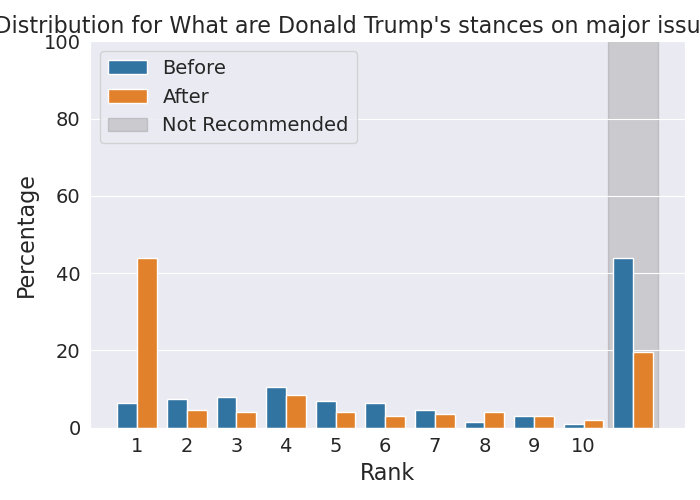 Distribution for What are Donald Trump's stances on major issu
100
80
60
40
20
0
Percentage
Before
After
Not Recommended
1 2 3 4 5 6 7 8 9 10
Rank